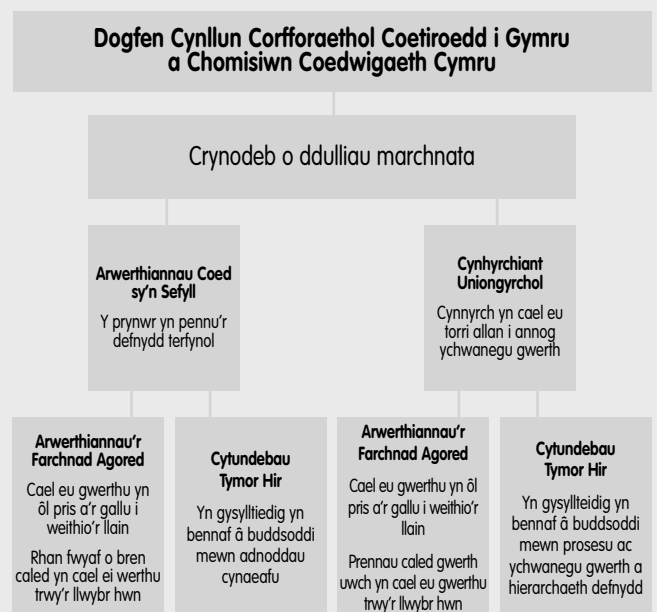 Dogfen Cynllun Corfforaethol Coetiroedd i Gymru
a Chomisiwn Coedwigaeth Cymru
Crynodeb o ddulliau marchnata
Arwerthiannau Coed
sy'n Sefyll
Y prynwr yn pennu'r
defnydd terfynol
Cynhyrchiant
Uniongyrchol
Cynnyrch yn cael eu
torri allan i annog
ychwanegu gwerth
Arwerthiannau'r
Farchnad Agored
Cael eu gwerthu yn
ôl pris a'r gallu i
weithio'r llain
Rhan fwyaf o bren
caled yn cael ei werthu
trwy'r llwybr hwn
Cytundebau
Tymor Hir
Yn gysylltiedig yn
bennaf â buddsoddi
mewn adnoddau
cynaeafu
Arwerthiannau'r
Farchnad Agored
Cael eu gwerthu yn ôl
pris a'r gallu i weithio'r
llain
Prennau caled gwerth
uwch yn cael eu gwerthu
trwy'r llwybr hwn
Cytundebau
Tymor Hir
Yn gysyllteidig yn
bennaf â buddsoddi
mewn prosesu ac
ychwanegu gwerth a
hierarchaeth defnydd